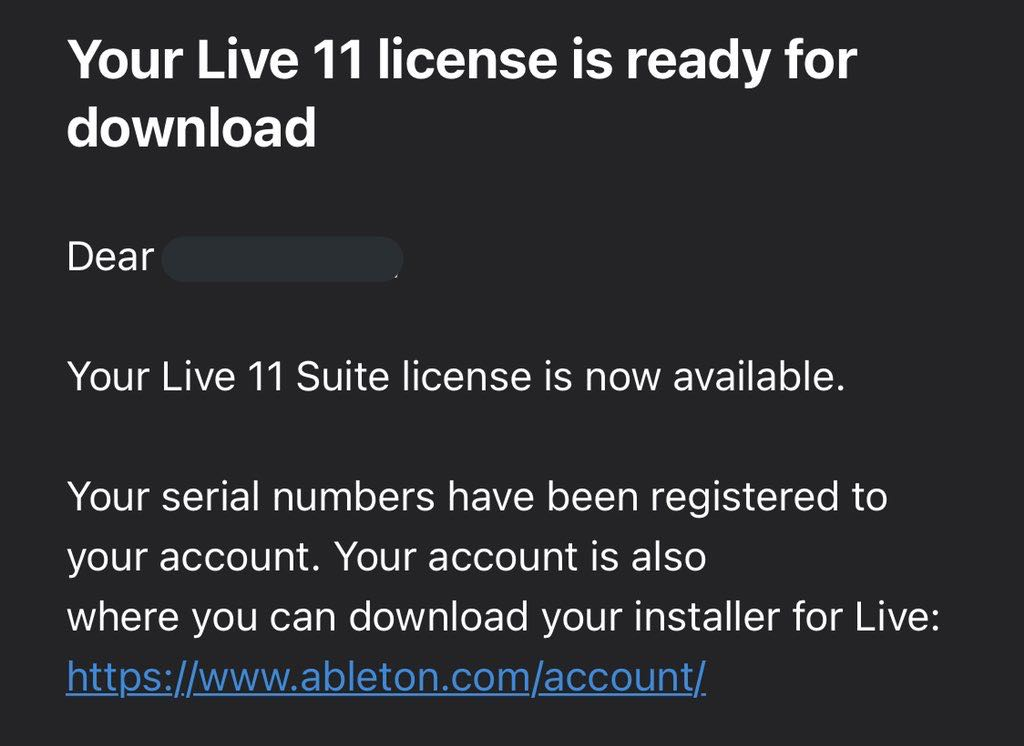 Your Live 11 license is ready for
download
Dear
Your Live 11 Suite license is now available.
Your serial numbers have been registered to
your account. Your account is also
where you can download your installer for Live:
https://www.ableton.com/account/